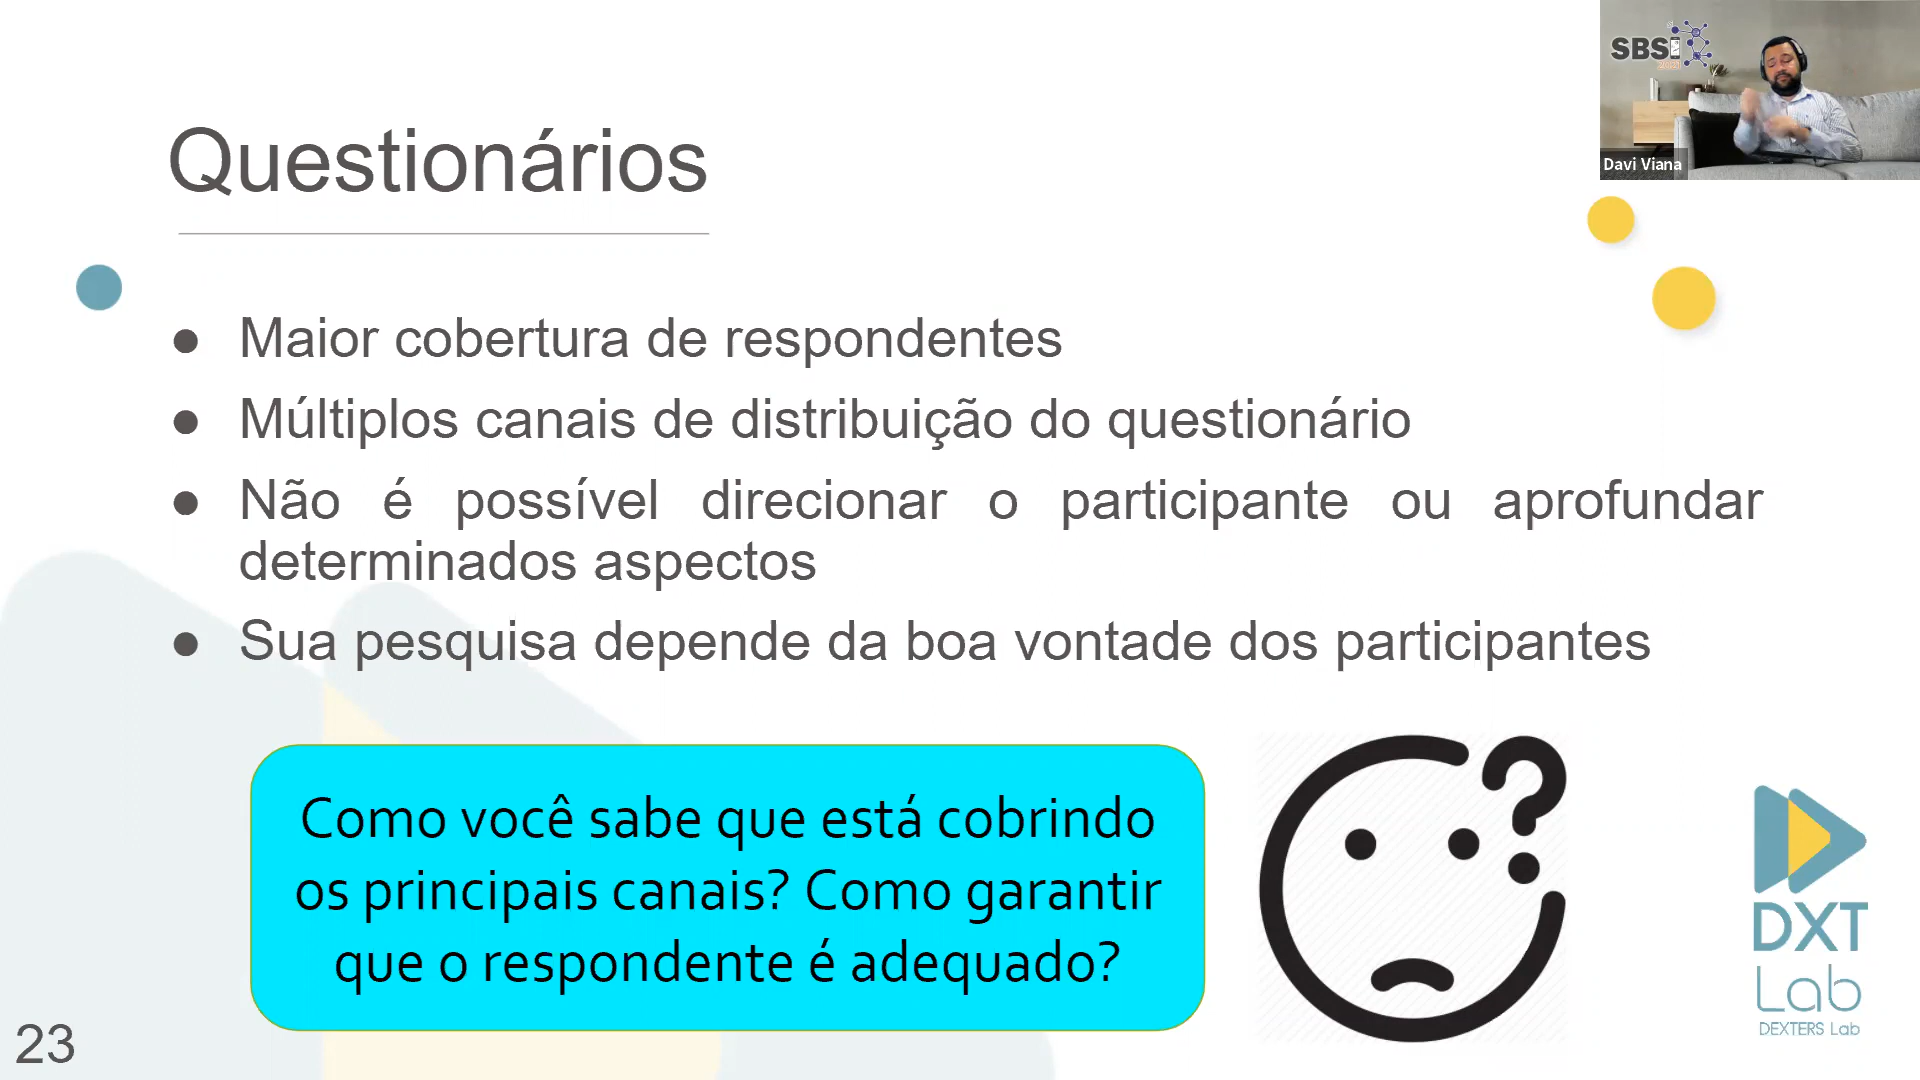 SBSI
Davi Viana
Questionários
● Maior cobertura de respondentes
● Múltiplos canais de distribuição do questionário
● Não é possível direcionar o participante ou aprofundar
determinados aspectos
● Sua pesquisa depende da boa vontade dos participantes
Como você sabe que está cobrindo
os principais canais? Como garantir
que o respondente é adequado?
?
DXT
Lab
DEXTERS Lab
23